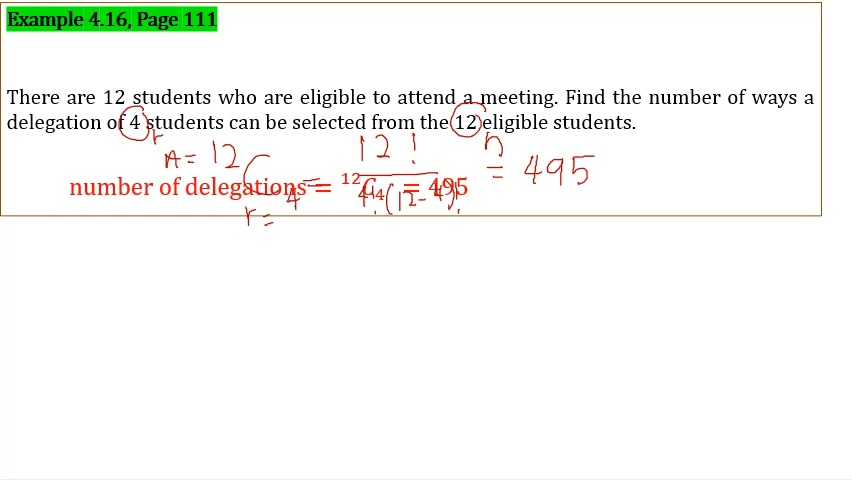 Example 4.16, Page 111
There are 12 students who are eligible to attend a meeting. Find the number of ways a
delegation of 4 students can be selected from the 12 eligible students.
r n
n = 12 C 4 = 12 ! / 4! (12 - 4)! = 495
number of delegations = ¹²C₄ = 495
r =